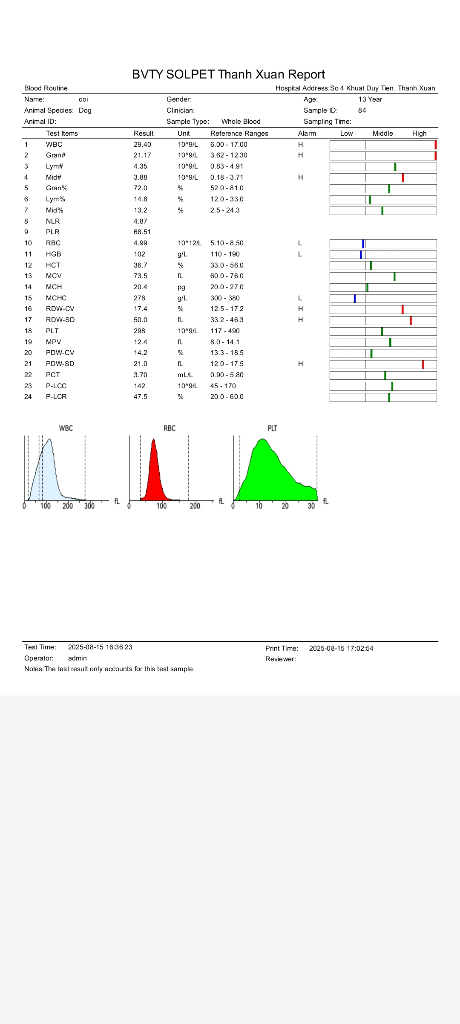 BVTY SOLPET Thanh Xuan Report
Blood Routine Hospital Address:So 4 Khuat Duy Tien, Thanh Xuan
Name: coi Gender: Age: 13 Year
Animal Species: Dog Clinician: Sample ID: 84
Animal ID: Sample Type: Whole Blood Sampling Time:
Test Items Result Unit Reference Ranges Alarm Low Middle High
1 WBC 29.40 10^9/L 6.00 - 17.00 H
2 Gran# 21.17 10^9/L 3.62 - 12.30 H
3 Lym# 4.35 10^9/L 0.83 - 4.91
4 Mid# 3.88 10^9/L 0.18 - 3.71 H
5 Gran% 72.0 % 52.0 - 81.0
6 Lym% 14.8 % 12.0 - 33.0
7 Mid% 13.2 % 2.5 - 24.3
8 NLR 4.87
9 PLR 68.51
10 RBC 4.99 10^12/L 5.10 - 8.50 L
11 HGB 102 g/L 110 - 190 L
12 HCT 36.7 % 33.0 - 56.0
13 MCV 73.5 fL 60.0 - 76.0
14 MCH 20.4 pg 20.0 - 27.0
15 MCHC 278 g/L 300 - 380 L
16 RDW-CV 17.4 % 12.5 - 17.2 H
17 RDW-SD 50.0 fL 33.2 - 46.3 H
18 PLT 298 10^9/L 117 - 490
19 MPV 12.4 fL 8.0 - 14.1
20 PDW-CV 14.2 % 13.3 - 18.5
21 PDW-SD 21.0 fL 12.0 - 17.5 H
22 PCT 3.70 mL/L 0.90 - 5.80
23 P-LCC 142 10^9/L 45 - 170
24 P-LCR 47.5 % 20.0 - 60.0
WBC RBC PLT
0 100 200 300 fL 0 100 200 fL 0 10 20 30 fL
Test Time: 2025-08-15 16:36:23 Print Time: 2025-08-15 17:02:54
Operator: admin Reviewer:
Notes:The test result only accounts for this test sample.